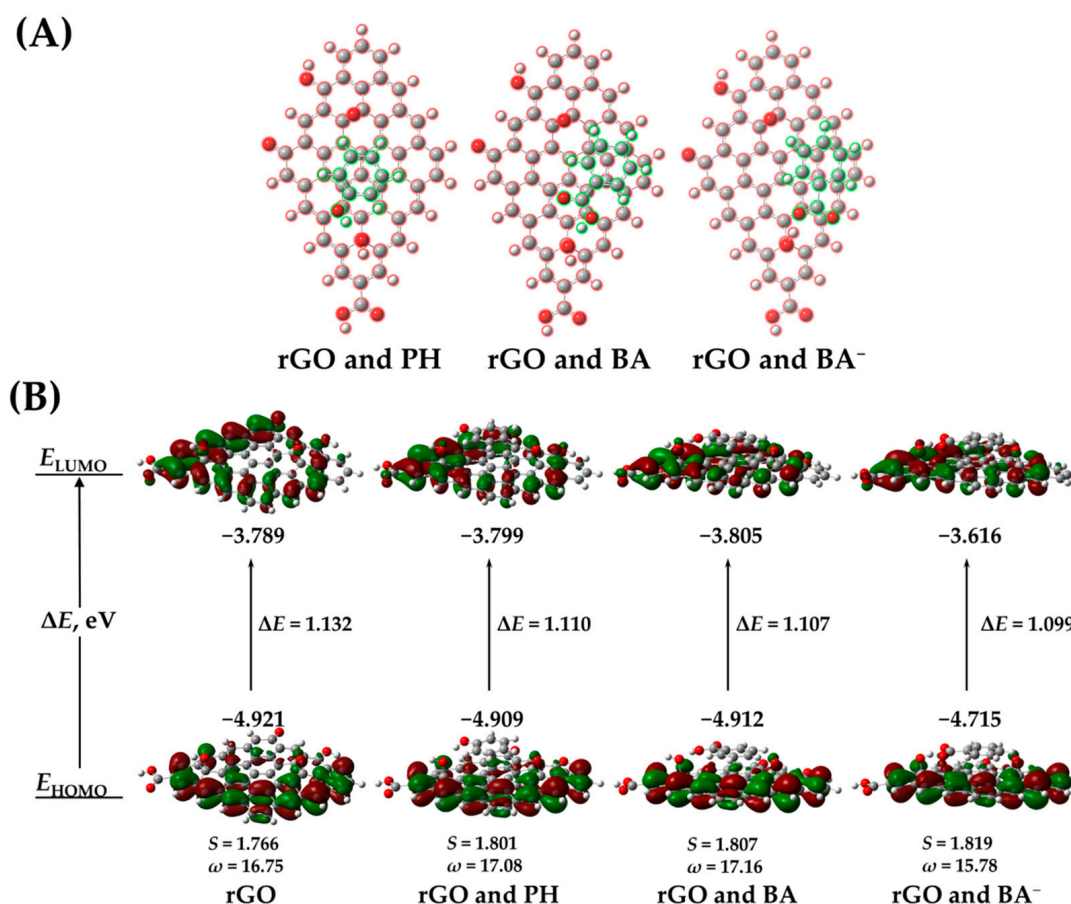 (A)
rGO and PH rGO and BA rGO and BA⁻
(B)
E_LUMO
−3.789 −3.799 −3.805 −3.616
ΔE, eV
ΔE = 1.132 ΔE = 1.110 ΔE = 1.107 ΔE = 1.099
−4.921 −4.909 −4.912 −4.715
E_HOMO
S = 1.766 S = 1.801 S = 1.807 S = 1.819
ω = 16.75 ω = 17.08 ω = 17.16 ω = 15.78
rGO rGO and PH rGO and BA rGO and BA⁻